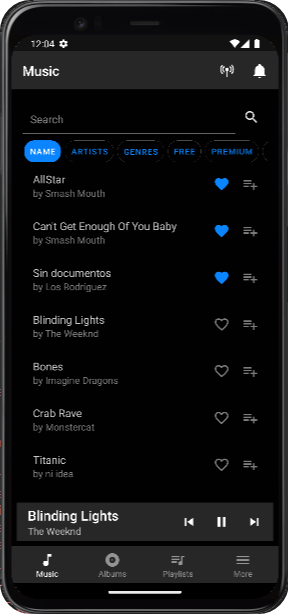 12:04
Music
Search
NAME ARTISTS GENRES FREE PREMIUM
AllStar
by Smash Mouth
Can't Get Enough Of You Baby
by Smash Mouth
Sin documentos
by Los Rodríguez
Blinding Lights
by The Weeknd
Bones
by Imagine Dragons
Crab Rave
by Monstercat
Titanic
by ni idea
Blinding Lights
The Weeknd
Music Albums Playlists More